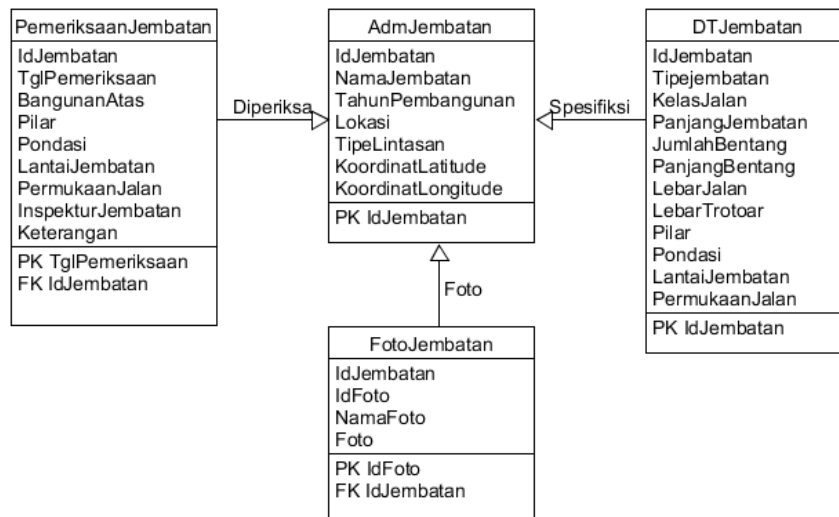 PemeriksaanJembatan
IdJembatan
TglPemeriksaan
BangunanAtas
Pilar
Pondasi
LantaiJembatan
PermukaanJalan
InspekturJembatan
Keterangan
PK TglPemeriksaan
FK IdJembatan
Diperiksa
AdmJembatan
IdJembatan
NamaJembatan
TahunPembangunan
Lokasi
TipeLintasan
KoordinatLatitude
KoordinatLongitude
PK IdJembatan
Spesifiksi
DTJembatan
IdJembatan
Tipejembatan
KelasJalan
PanjangJembatan
JumlahBentang
PanjangBentang
LebarJalan
LebarTrotoar
Pilar
Pondasi
LantaiJembatan
PermukaanJalan
PK IdJembatan
Foto
FotoJembatan
IdJembatan
IdFoto
NamaFoto
Foto
PK IdFoto
FK IdJembatan